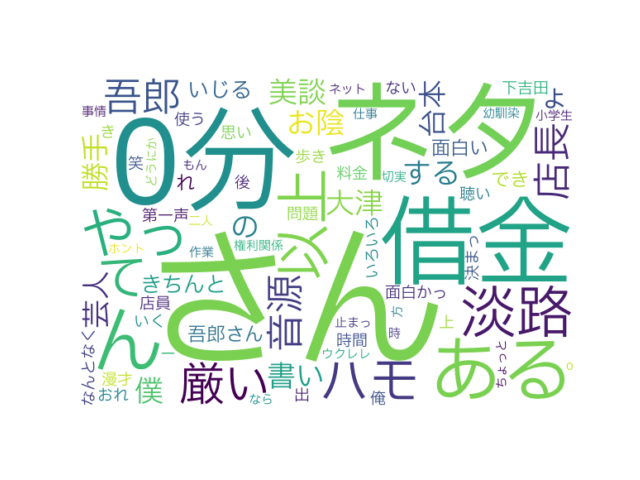 吾郎
いじる
美談
ネット
ない
下吉田
ょ
事情
使う
ネタ
台本
仕事
幼馴染
小学生
き
お陰
0分
思い
勝手
笑
どうにか
歩き
面白い
店長
もん
れ
後
料金
切実
でき
する
聴い
第一声
の
以上
大津
やっ
二人
問題
いろいろ
借金
ホント
作業
権利関係
決まっ
てん
きちんと
さん
芸人
店員
音源
面白かっ
方
淡路
いく
吾郎さん
一
止まっ
時
上
時間
ウクレレ
ちょっと
なんとなく
漫才
僕
厳い
書い
ハモ
ある
o
おれ
出
なら
俺